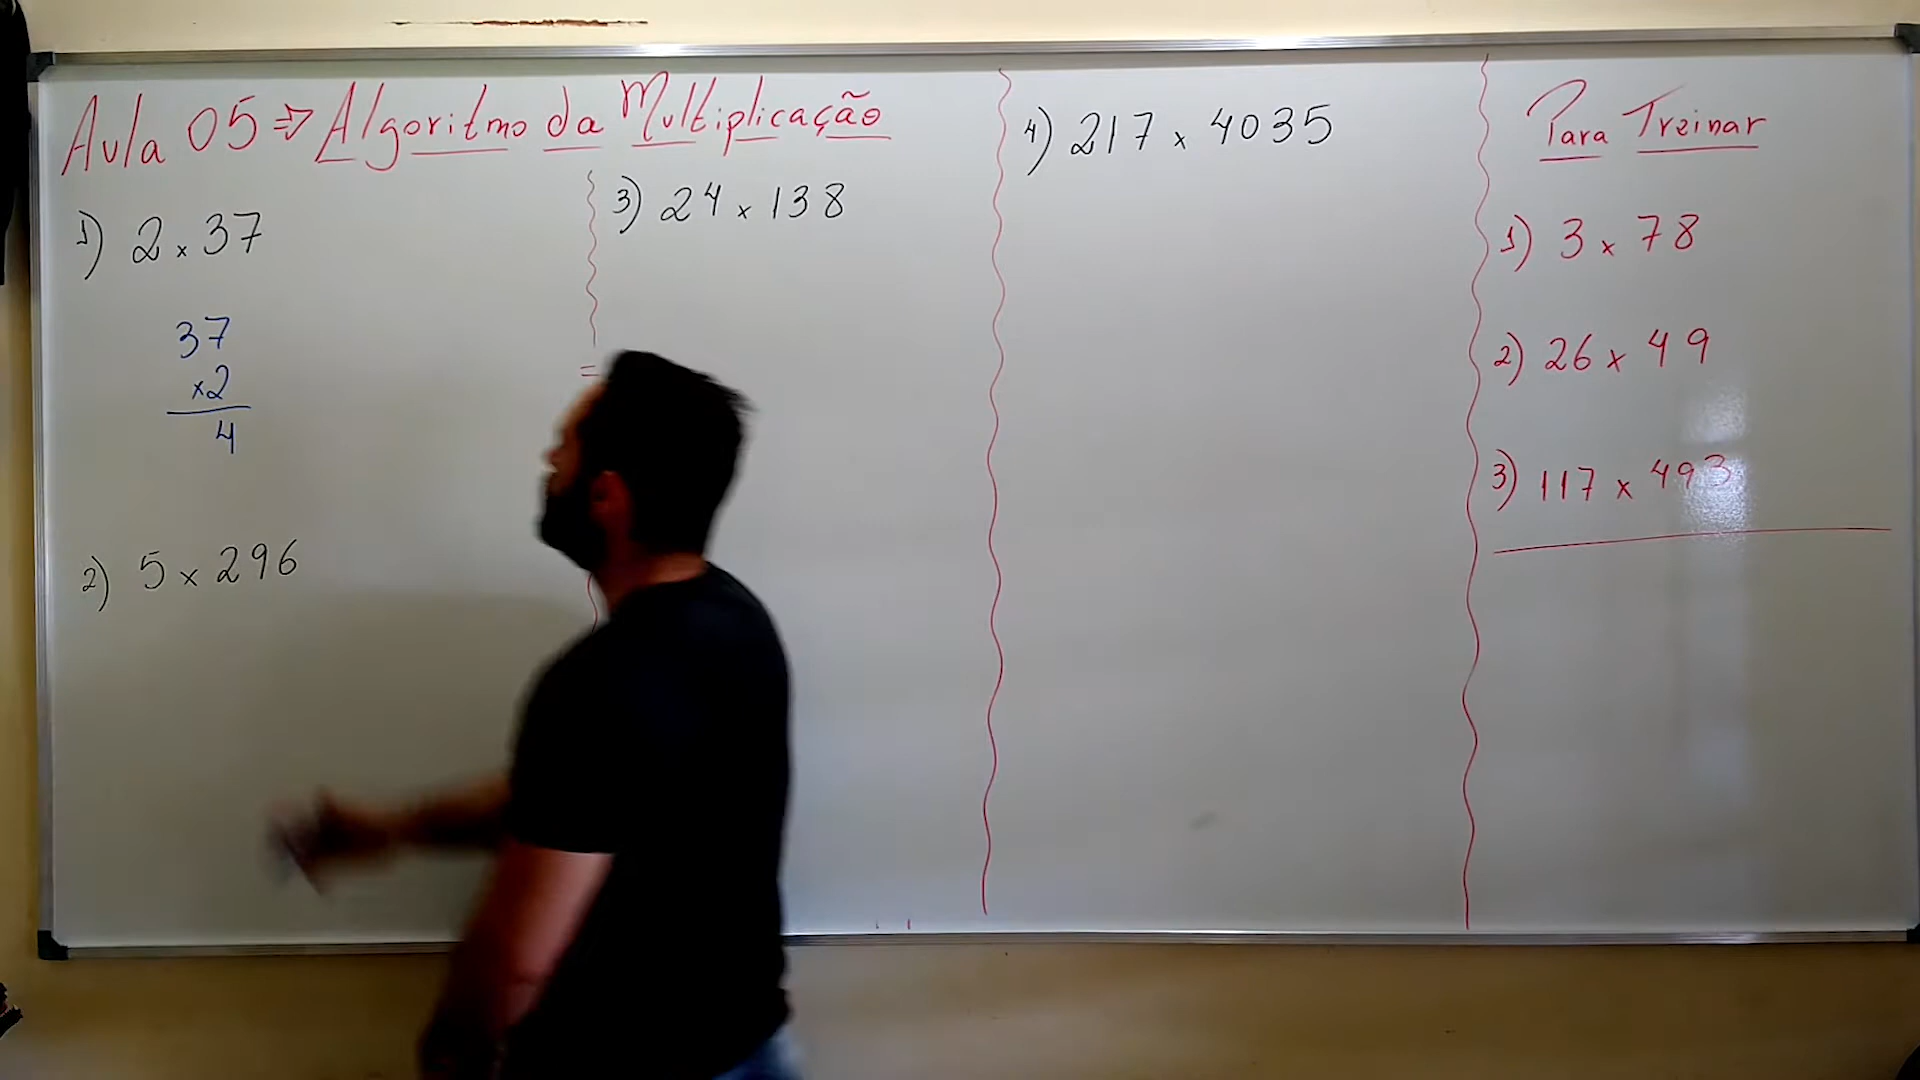 Aula 05 ⇒ Algoritmo da Multiplicação
1) 2 x 37
37
x2
4
2) 5 x 296
3) 24 x 138
4) 217 x 4035
Para Treinar
1) 3 x 78
2) 26 x 49
3) 117 x 493